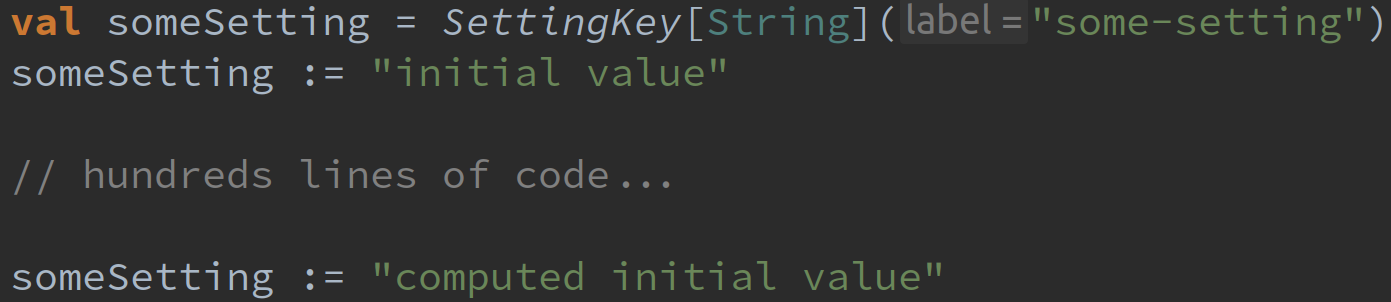 val someSetting = SettingKey[String](label="some-setting")
someSetting := "initial value"
// hundreds lines of code...
someSetting := "computed initial value"